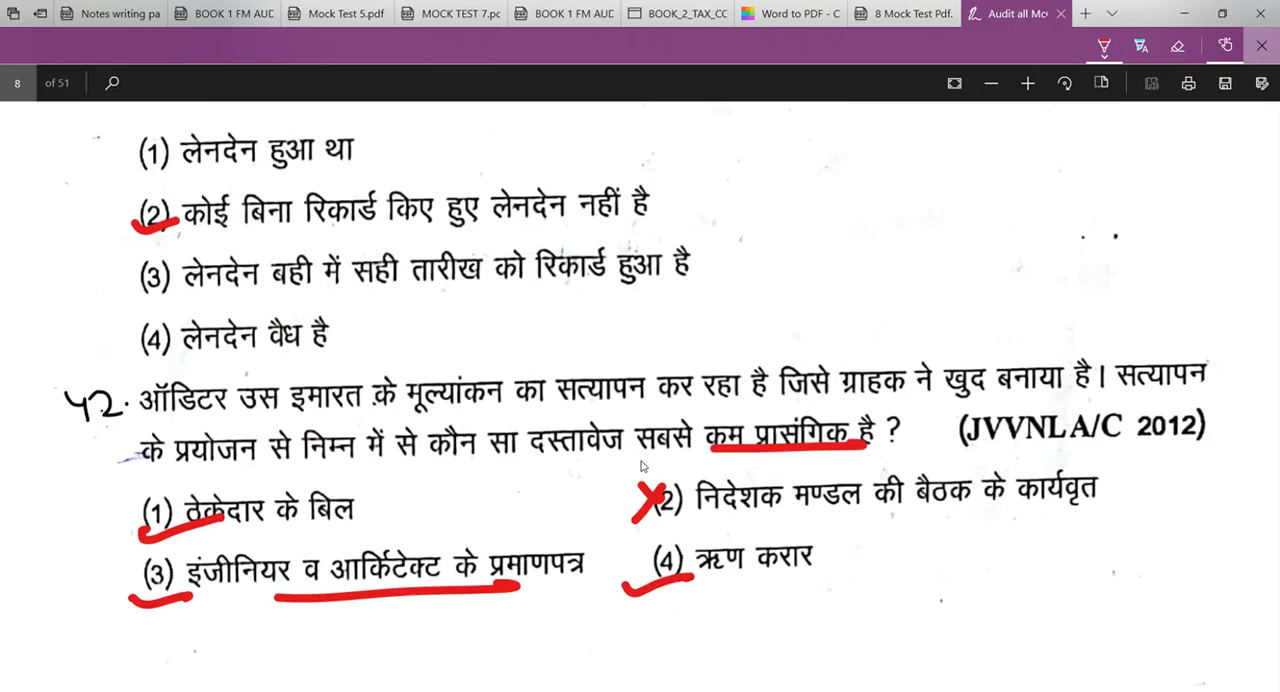 Notes writing pa
BOOK 1 FM AUD
Mock Test 5.pdf
MOCK TEST 7.pc
BOOK 1 FM AUD
BOOK_2_TAX_CC
Word to PDF - C
8 Mock Test Pdf.
Audit all Mc
8 of 51
(1) लेनदेन हुआ था
(2) कोई बिना रिकार्ड किए हुए लेनदेन नहीं है
(3) लेनदेन बही में सही तारीख को रिकार्ड हुआ है
(4) लेनदेन वैध है
42. ऑडिटर उस इमारत के मूल्यांकन का सत्यापन कर रहा है जिसे ग्राहक ने खुद बनाया है। सत्यापन
के प्रयोजन से निम्न में से कौन सा दस्तावेज सबसे कम प्रासंगिक है ? (JVVNL A/C 2012)
(1) ठेकेदार के बिल (2) निदेशक मण्डल की बैठक के कार्यवृत
(3) इंजीनियर व आर्किटेक्ट के प्रमाणपत्र (4) ऋण करार